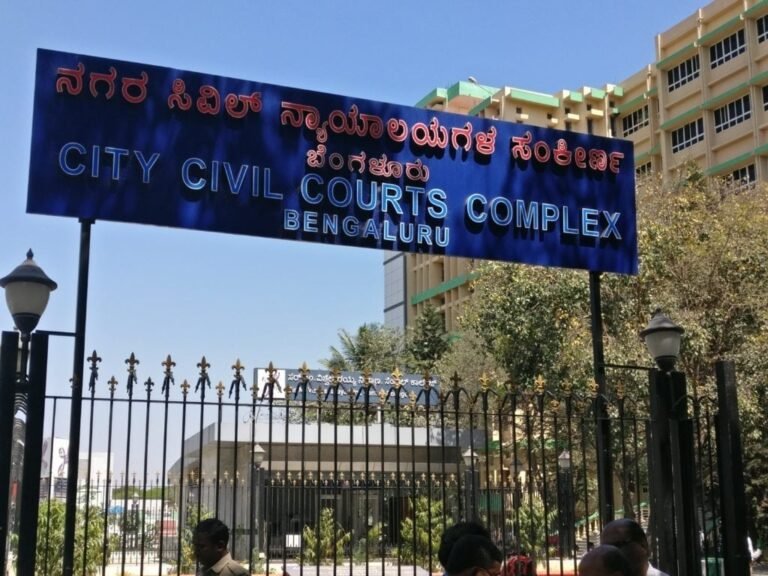 ನಗರ ಸಿವಿಲ್ ನ್ಯಾಯಾಲಯಗಳ ಸಂಕೀರ್ಣ
ಬೆಂಗಳೂರು
CITY CIVIL COURTS COMPLEX
BENGALURU